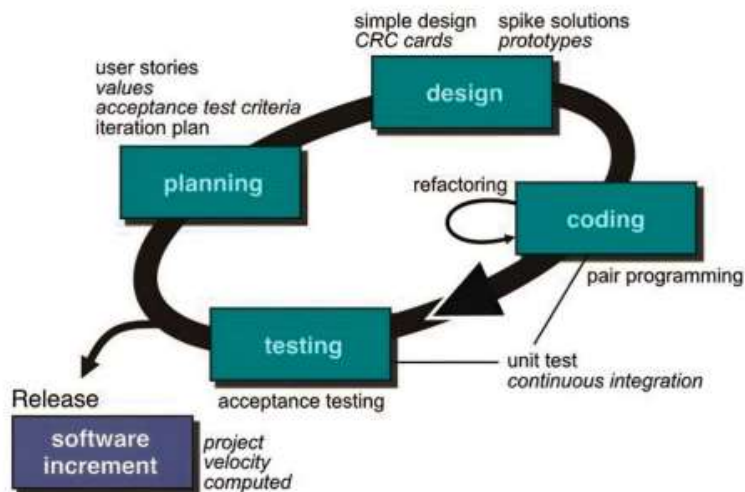 simple design
CRC cards
spike solutions
prototypes
user stories
values
acceptance test criteria
iteration plan
design
planning
refactoring
coding
pair programming
testing
unit test
continuous integration
acceptance testing
Release
software
increment
project
velocity
computed